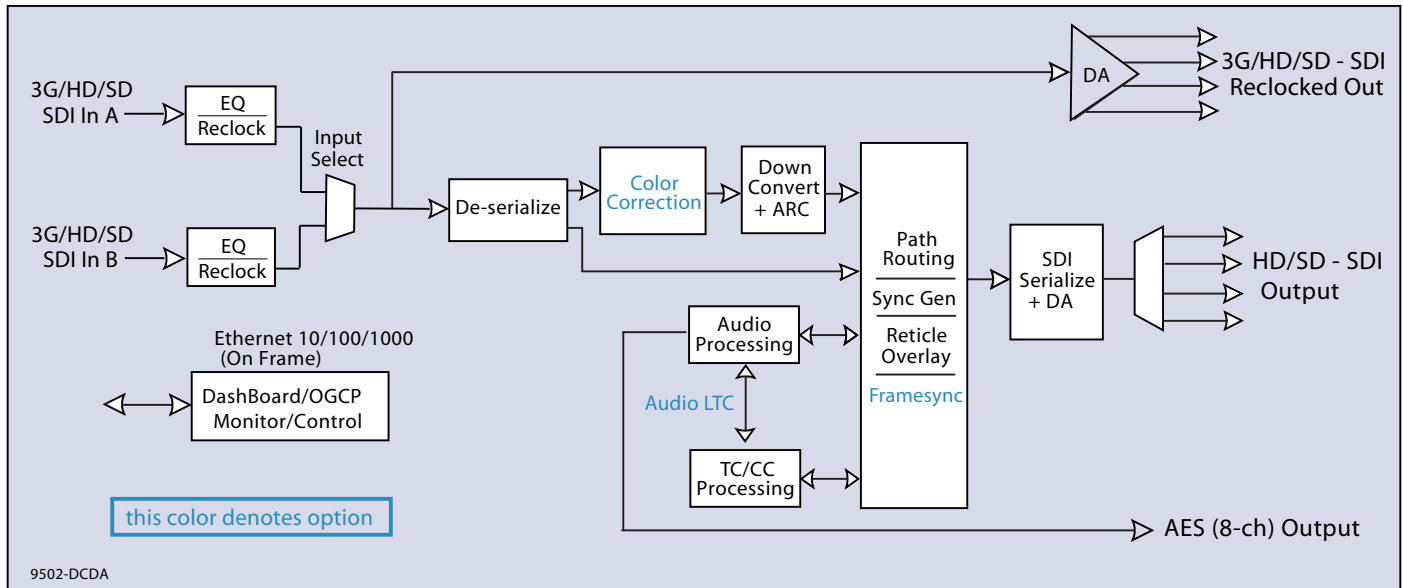 3G/HD/SD
SDI In A
EQ
Reclock
Input
Select
3G/HD/SD
SDI In B
EQ
Reclock
De-serialize
Color
Correction
Down
Convert
+ ARC
DA
3G/HD/SD - SDI
Reclocked Out
Path
Routing
Sync Gen
Reticle
Overlay
Framesync
SDI
Serialize
+ DA
HD/SD - SDI
Output
Audio
Processing
Audio LTC
TC/CC
Processing
AES (8-ch) Output
Ethernet 10/100/1000
(On Frame)
DashBoard/OGCP
Monitor/Control
this color denotes option
9502-DCDA